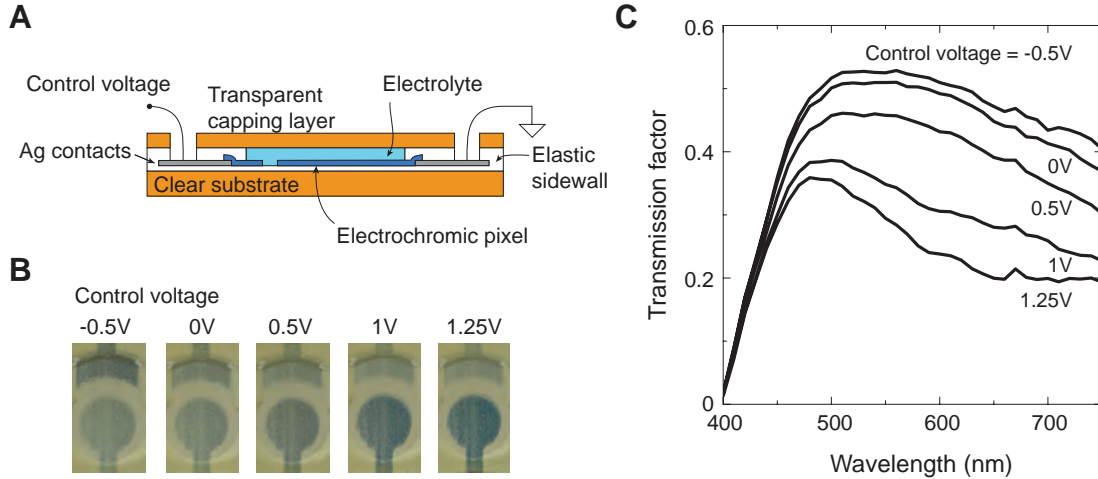 A
Control voltage
Transparent
capping layer
Electrolyte
Ag contacts
Clear substrate
Elastic
sidewall
Electrochromic pixel
B
Control voltage
-0.5V 0V 0.5V 1V 1.25V
C
0.6
0.4
0.2
0
Transmission factor
Control voltage = -0.5V
0V
0.5V
1V
1.25V
400 500 600 700
Wavelength (nm)